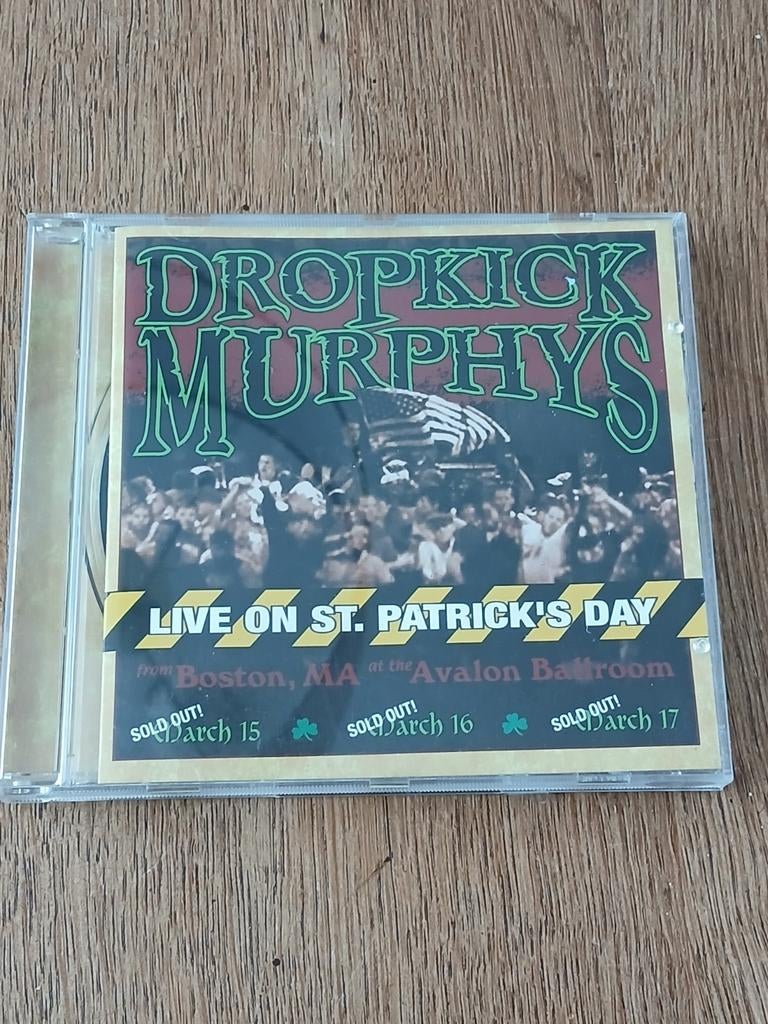 DROPKICK
MURPHYS
LIVE ON ST. PATRICK'S DAY
from Boston, MA at the Avalon Ballroom
SOLD OUT! SOLD OUT! SOLD OUT!
March 15 March 16 March 17